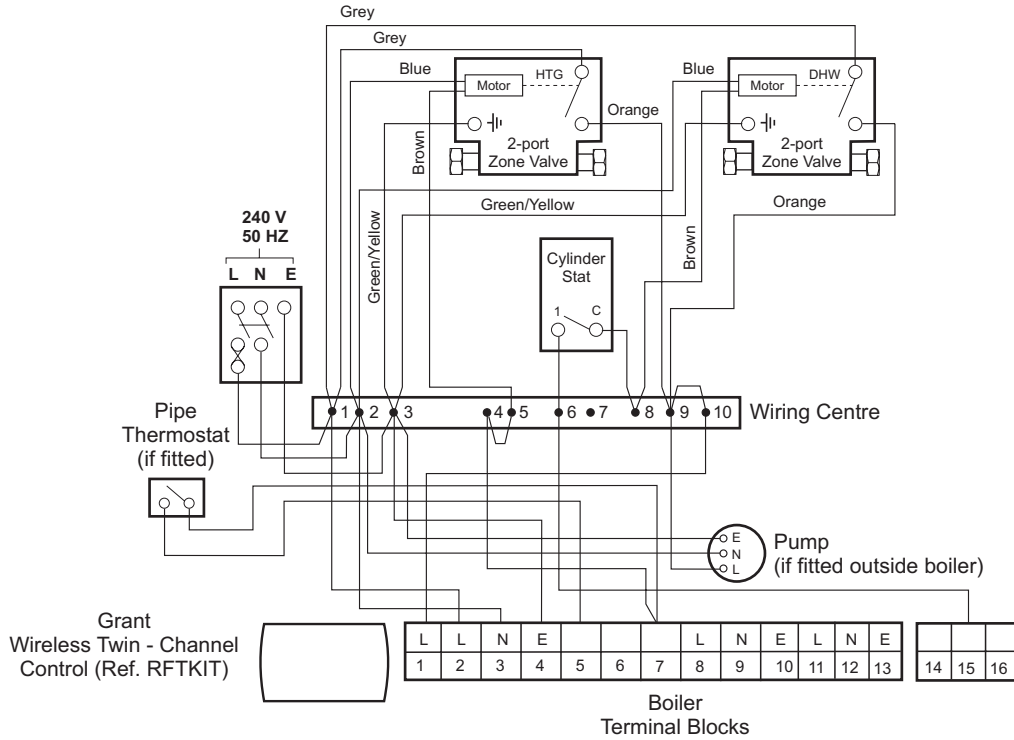 Grey
Grey
Blue
HTG
Motor
Orange
2-port
Zone Valve
Brown
Blue
DHW
Motor
2-port
Zone Valve
Orange
Green/Yellow
Green/Yellow
Brown
240 V
50 HZ
L N E
Cylinder
Stat
1 C
1 2 3 4 5 6 7 8 9 10
Wiring Centre
Pipe
Thermostat
(if fitted)
E
N
L
Pump
(if fitted outside boiler)
Grant
Wireless Twin - Channel
Control (Ref. RFTKIT)
L L N E L N E L N E
1 2 3 4 5 6 7 8 9 10 11 12 13 14 15 16
Boiler
Terminal Blocks